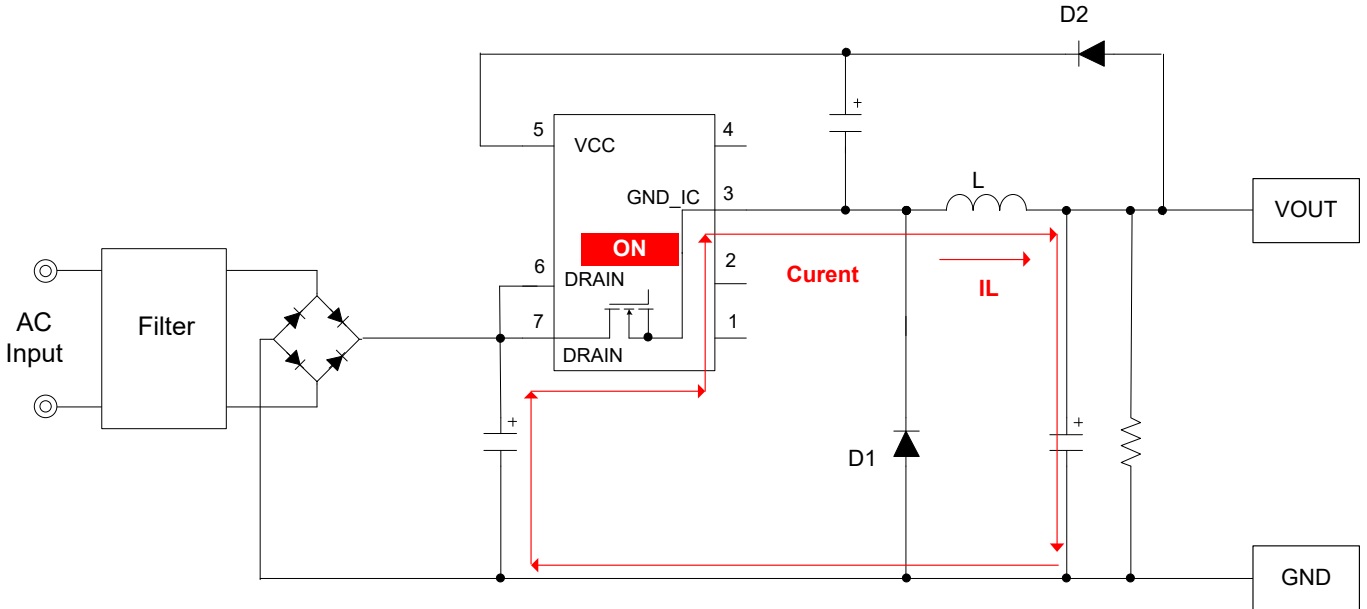 D2
5
4
VCC
GND_IC
3
L
VOUT
ON
6
DRAIN
2
Curent
IL
AC
Input
Filter
7
1
DRAIN
+
+
+
D1
GND